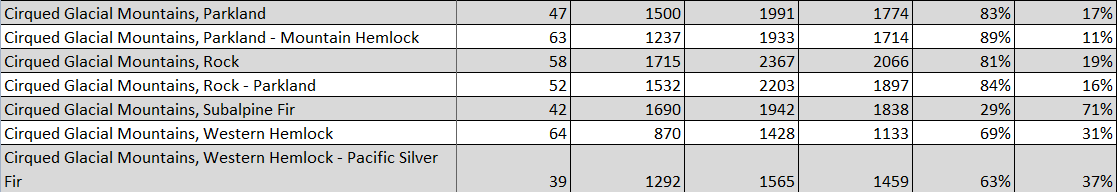 Cirqued Glacial Mountains, Parkland 47 1500 1991 1774 83% 17%
Cirqued Glacial Mountains, Parkland - Mountain Hemlock 63 1237 1933 1714 89% 11%
Cirqued Glacial Mountains, Rock 58 1715 2367 2066 81% 19%
Cirqued Glacial Mountains, Rock - Parkland 52 1532 2203 1897 84% 16%
Cirqued Glacial Mountains, Subalpine Fir 42 1690 1942 1838 29% 71%
Cirqued Glacial Mountains, Western Hemlock 64 870 1428 1133 69% 31%
Cirqued Glacial Mountains, Western Hemlock - Pacific Silver
Fir 39 1292 1565 1459 63% 37%